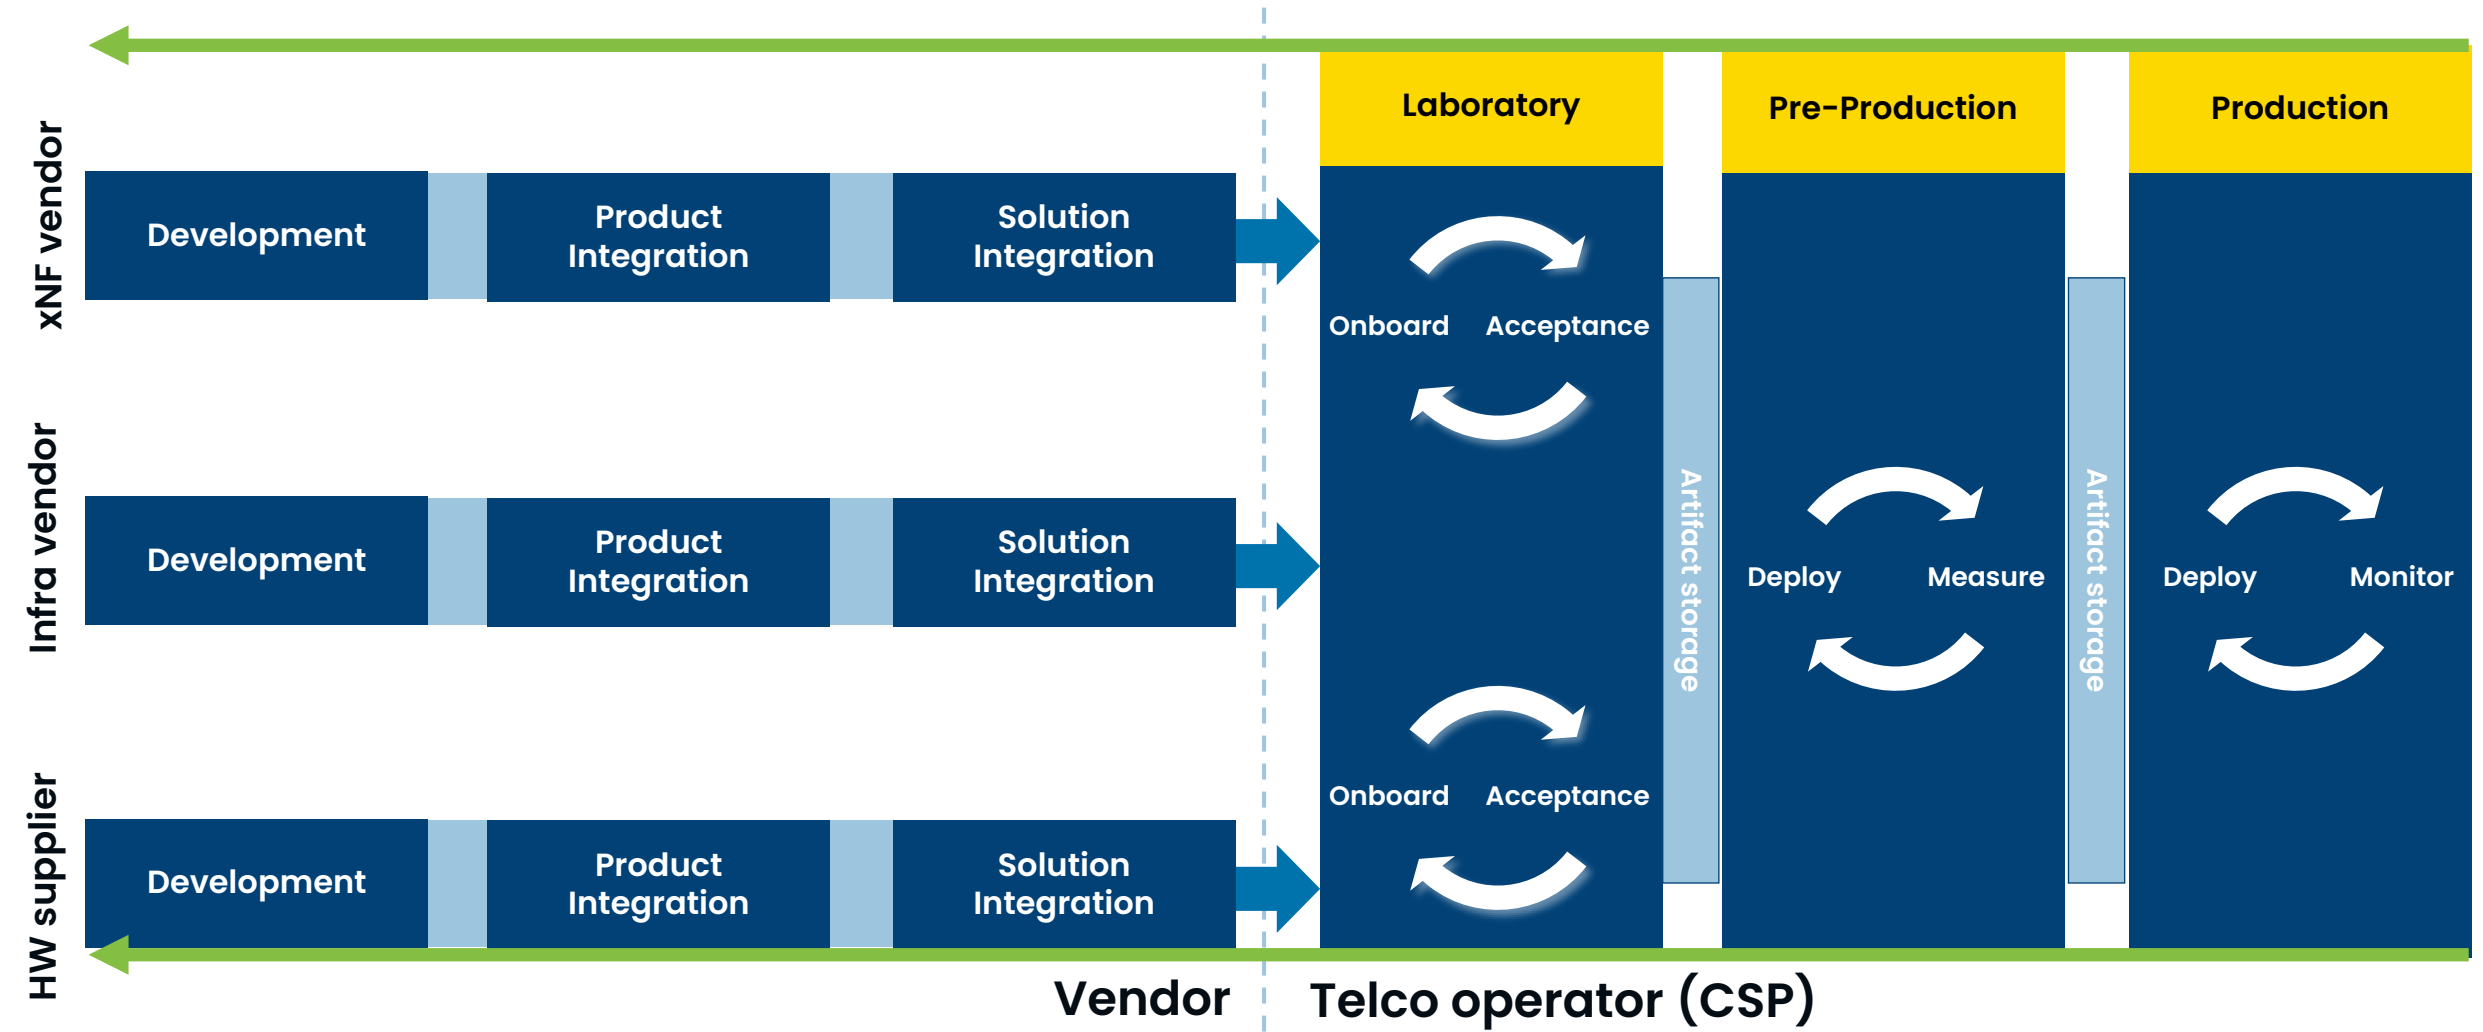 Laboratory
Pre-Production
Production
xNF vendor
Development
Product
Integration
Solution
Integration
Onboard
Acceptance
Infra vendor
Development
Product
Integration
Solution
Integration
Artifact storage
Deploy
Measure
Artifact storage
Deploy
Monitor
HW supplier
Development
Product
Integration
Solution
Integration
Onboard
Acceptance
Vendor
Telco operator (CSP)